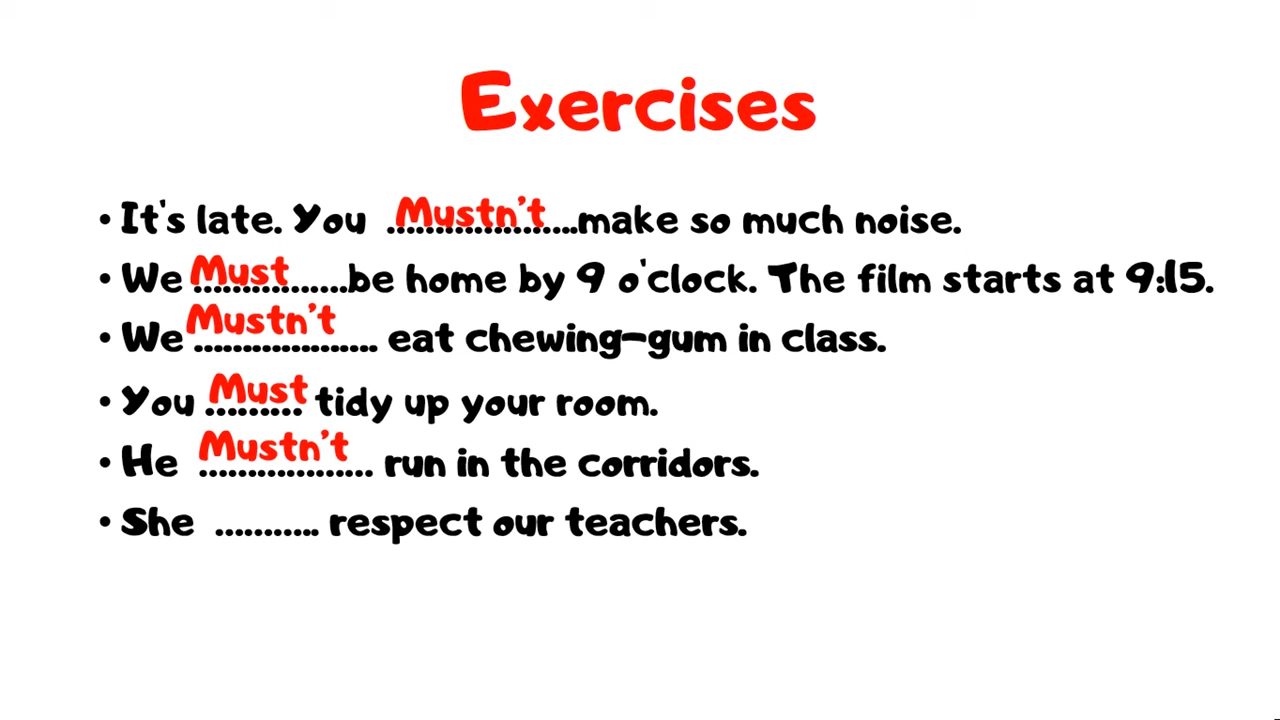 Exercises
• It's late. You ...Mustn't...make so much noise.
• We ...Must...be home by 9 o'clock. The film starts at 9:15.
• We ...Mustn't... eat chewing-gum in class.
• You ...Must... tidy up your room.
• He ...Mustn't... run in the corridors.
• She ........... respect our teachers.